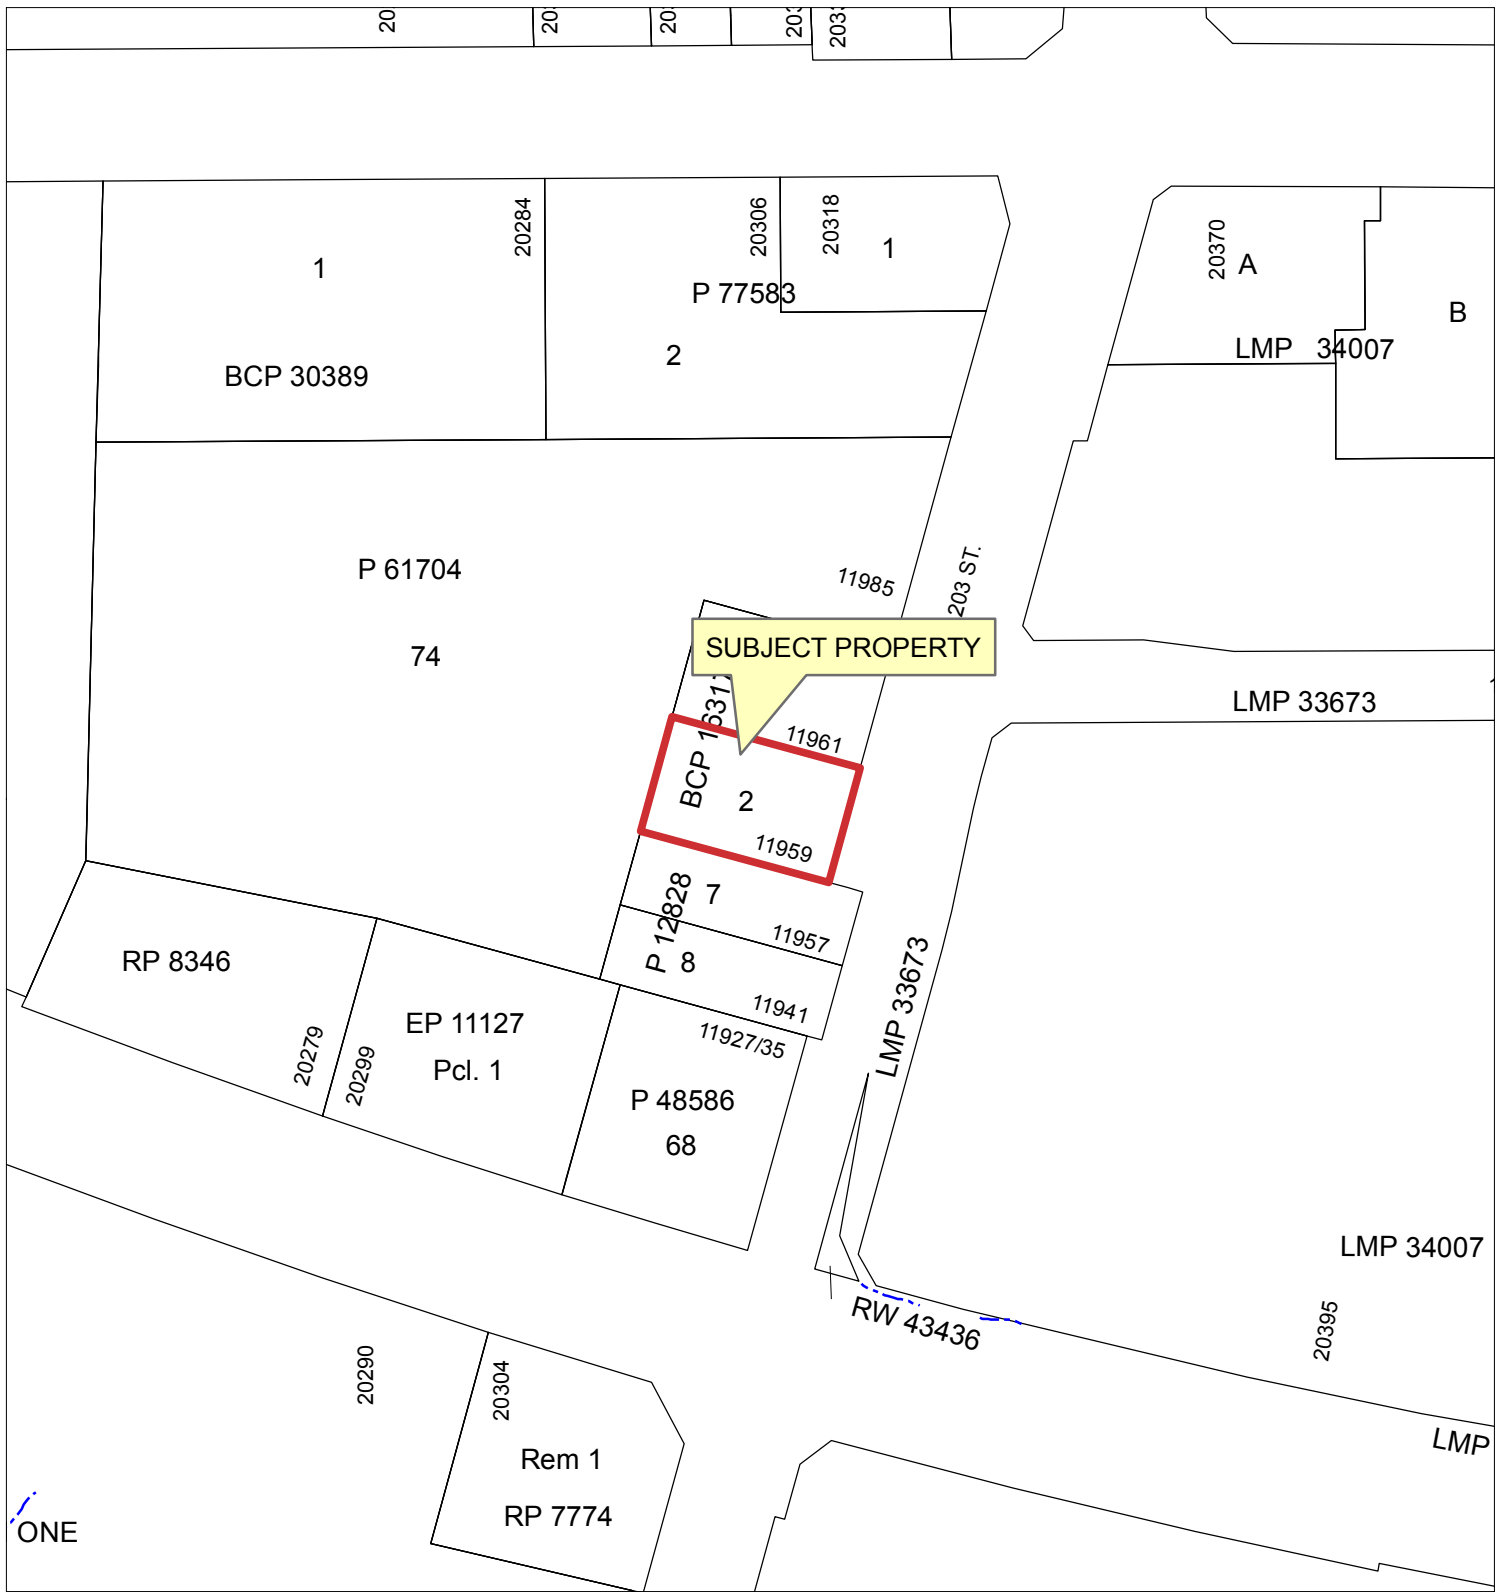 20284
20306
20318
1
1
20370
A
P 77583
B
2
LMP 34007
BCP 30389
P 61704
11985
203 ST.
74
SUBJECT PROPERTY
LMP 33673
11961
BCP 16317
2
11959
7
P 12828
11957
8
RP 8346
11941
LMP 33673
EP 11127
11927/35
20279
20299
Pcl. 1
P 48586
68
LMP 34007
RW 43436
20395
20290
20304
LMP
Rem 1
RP 7774
ONE